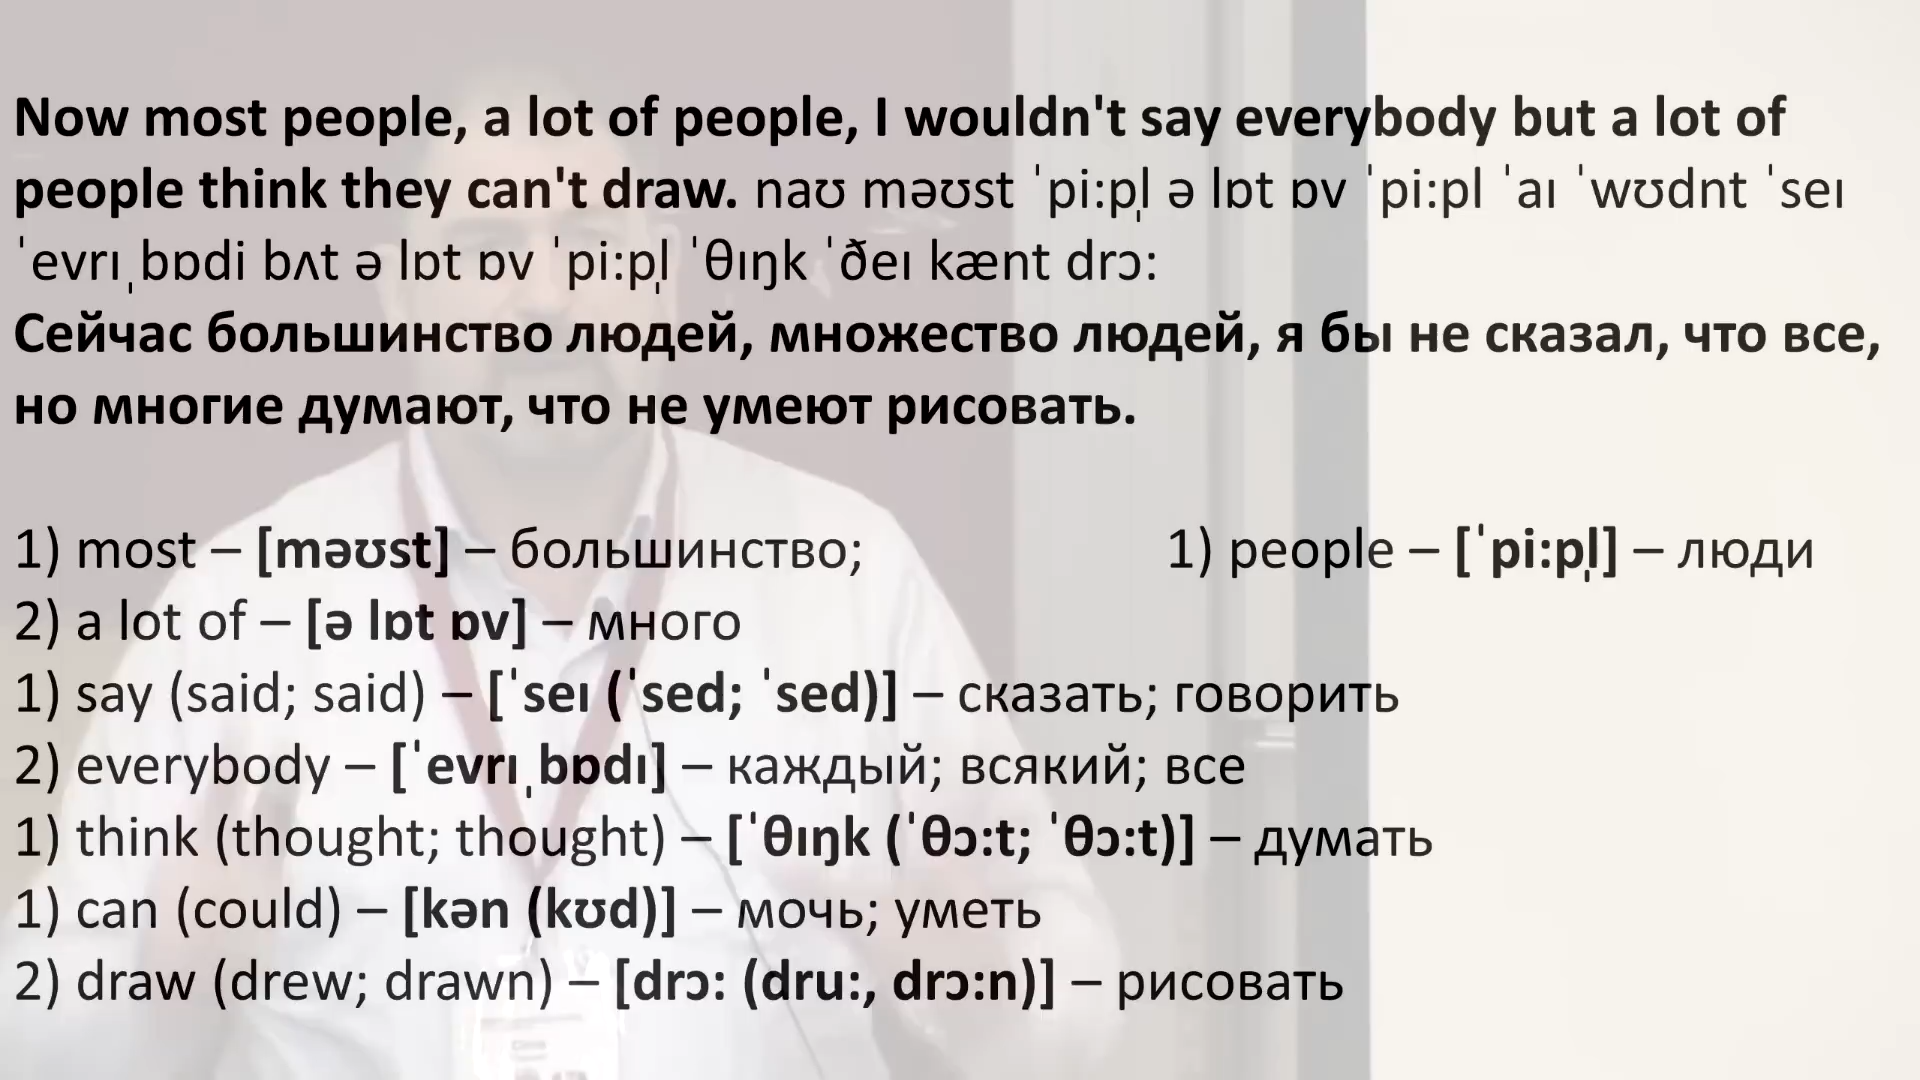 Now most people, a lot of people, I wouldn't say everybody but a lot of
people think they can't draw. naʊ məʊst ˈpi:pl̩ ə lɒt ɒv ˈpi:pl ˈaɪ ˈwʊdnt ˈseɪ
ˈevrɪˌbɒdi bʌt ə lɒt ɒv ˈpi:pl̩ ˈθɪŋk ˈðeɪ kænt drɔ:
Сейчас большинство людей, множество людей, я бы не сказал, что все,
но многие думают, что не умеют рисовать.
1) most – [məʊst] – большинство; 1) people – [ˈpi:pl̩] – люди
2) a lot of – [ə lɒt ɒv] – много
1) say (said; said) – [ˈseɪ (ˈsed; ˈsed)] – сказать; говорить
2) everybody – [ˈevrɪˌbɒdɪ] – каждый; всякий; все
1) think (thought; thought) – [ˈθɪŋk (ˈθɔ:t; ˈθɔ:t)] – думать
1) can (could) – [kən (kʊd)] – мочь; уметь
2) draw (drew; drawn) – [drɔ: (dru:, drɔ:n)] – рисовать